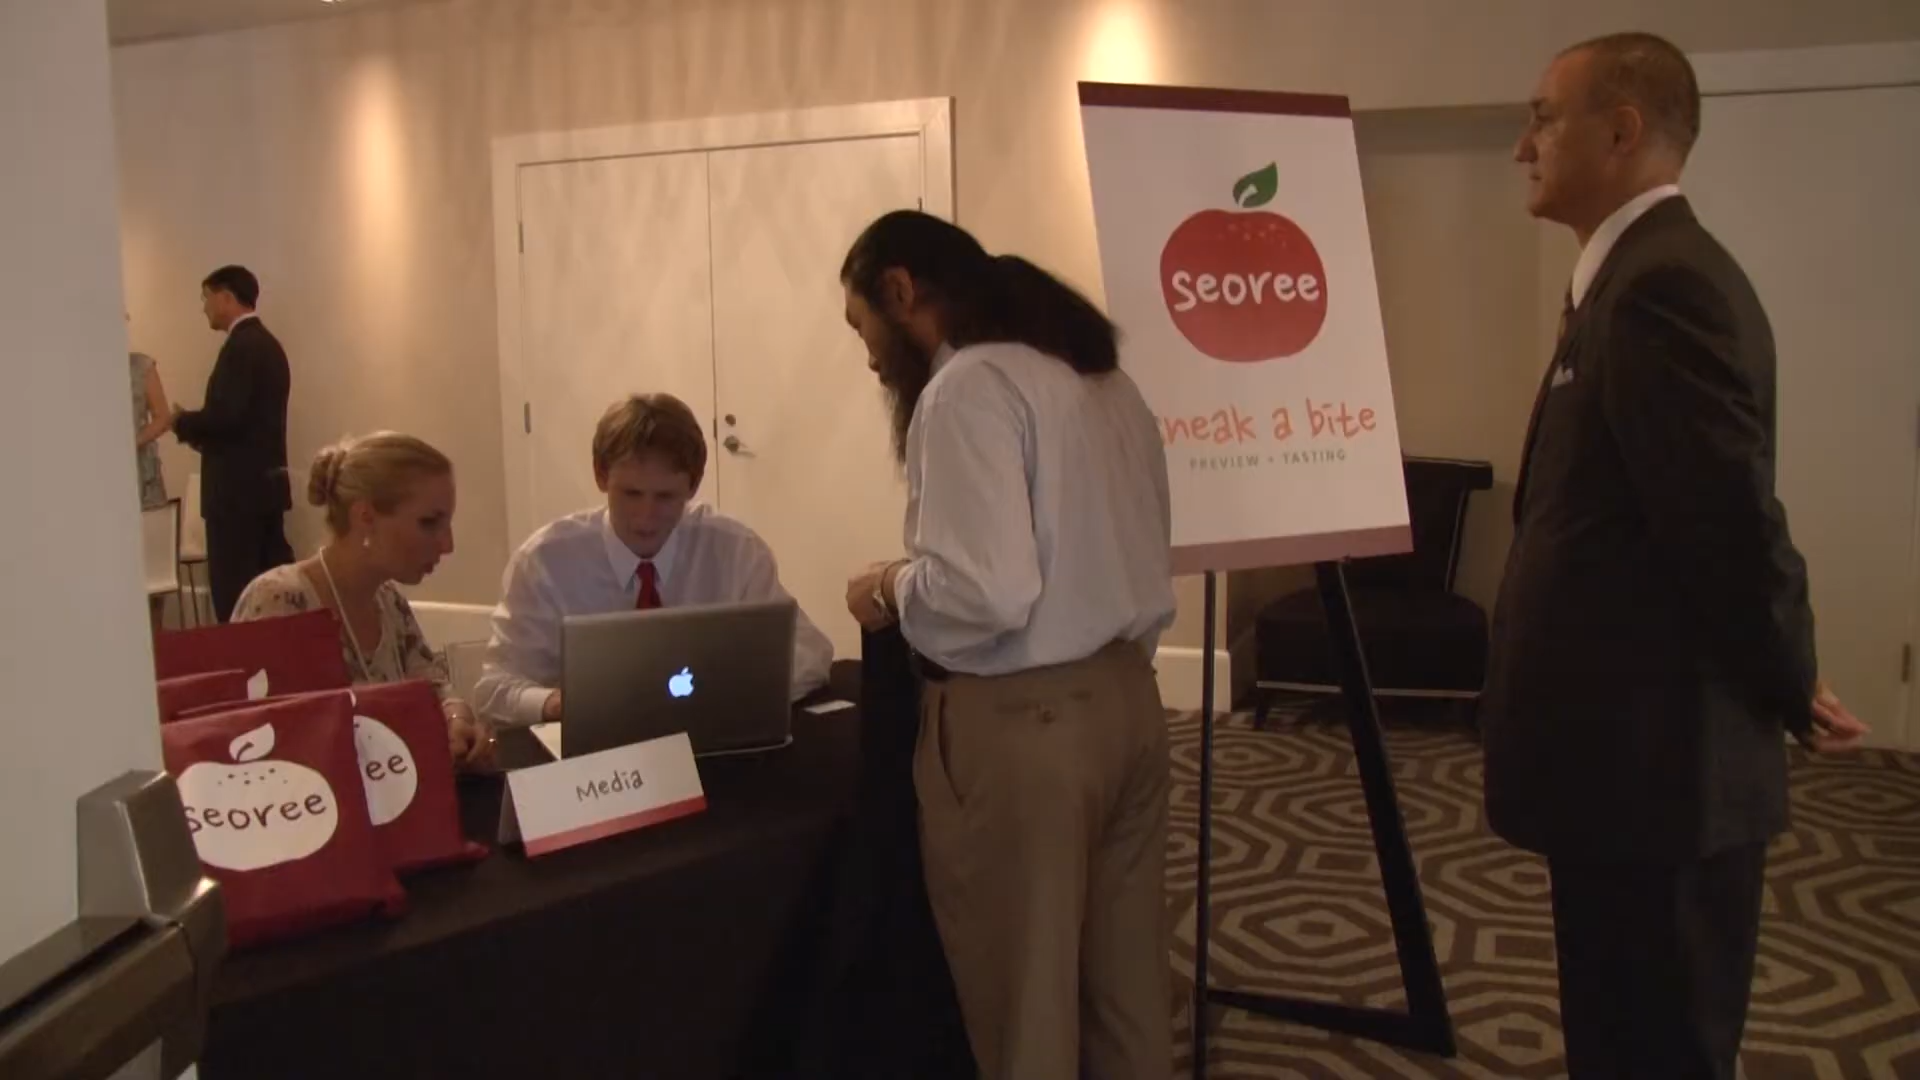 seoree
neak a bite
PREVIEW + TASTING
Media
ee
seoree